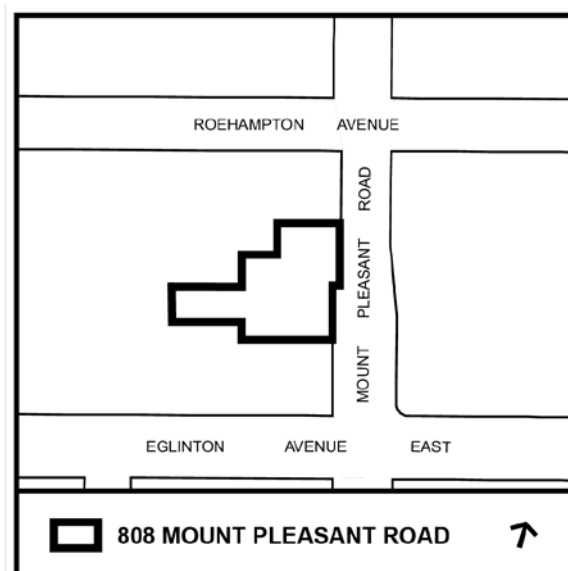 ROEHAMPTON AVENUE
MOUNT PLEASANT ROAD
EGLINTON AVENUE EAST
808 MOUNT PLEASANT ROAD